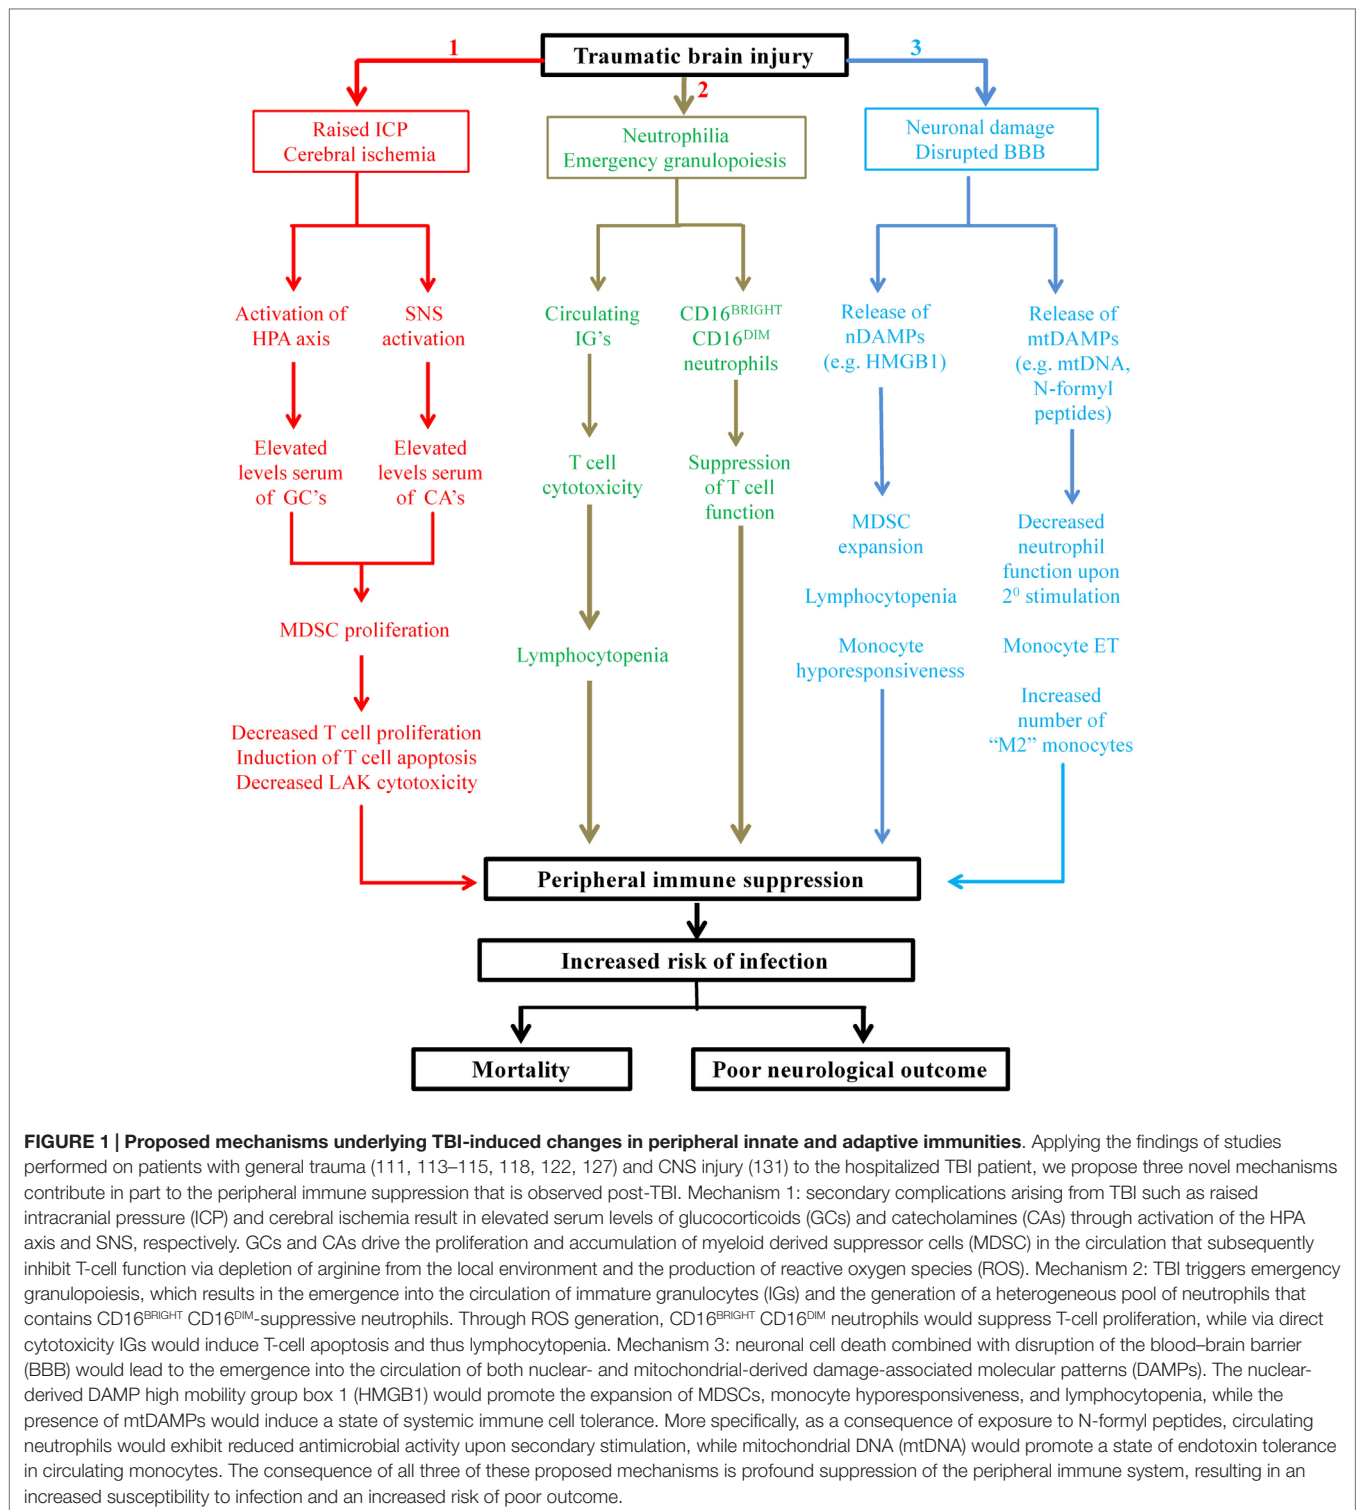 1
Traumatic brain injury
3
2
Raised ICP
Cerebral ischemia
Neutrophilia
Emergency granulopoiesis
Neuronal damage
Disrupted BBB
Activation of
HPA axis
SNS
activation
Circulating
IG's
CD16BRIGHT
CD16DIM
neutrophils
Release of
nDAMPs
(e.g. HMGB1)
Release of
mtDAMPs
(e.g. mtDNA,
N-formyl
peptides)
Elevated
levels serum
of GC's
Elevated
levels serum
of CA's
T cell
cytotoxicity
Suppression
of T cell
function
MDSC
expansion
Lymphocytopenia
Monocyte
hyporesponsiveness
Decreased
neutrophil
function upon
2⁰ stimulation
Monocyte ET
Increased
number of
“M2” monocytes
MDSC proliferation
Lymphocytopenia
Decreased T cell proliferation
Induction of T cell apoptosis
Decreased LAK cytotoxicity
Peripheral immune suppression
Increased risk of infection
Mortality
Poor neurological outcome
FIGURE 1 | Proposed mechanisms underlying TBI-induced changes in peripheral innate and adaptive immunities. Applying the findings of studies
performed on patients with general trauma (111, 113–115, 118, 122, 127) and CNS injury (131) to the hospitalized TBI patient, we propose three novel mechanisms
contribute in part to the peripheral immune suppression that is observed post-TBI. Mechanism 1: secondary complications arising from TBI such as raised
intracranial pressure (ICP) and cerebral ischemia result in elevated serum levels of glucocorticoids (GCs) and catecholamines (CAs) through activation of the HPA
axis and SNS, respectively. GCs and CAs drive the proliferation and accumulation of myeloid derived suppressor cells (MDSC) in the circulation that subsequently
inhibit T-cell function via depletion of arginine from the local environment and the production of reactive oxygen species (ROS). Mechanism 2: TBI triggers emergency
granulopoiesis, which results in the emergence into the circulation of immature granulocytes (IGs) and the generation of a heterogeneous pool of neutrophils that
contains CD16BRIGHT CD16DIM-suppressive neutrophils. Through ROS generation, CD16BRIGHT CD16DIM neutrophils would suppress T-cell proliferation, while via direct
cytotoxicity IGs would induce T-cell apoptosis and thus lymphocytopenia. Mechanism 3: neuronal cell death combined with disruption of the blood–brain barrier
(BBB) would lead to the emergence into the circulation of both nuclear- and mitochondrial-derived damage-associated molecular patterns (DAMPs). The nuclear-
derived DAMP high mobility group box 1 (HMGB1) would promote the expansion of MDSCs, monocyte hyporesponsiveness, and lymphocytopenia, while the
presence of mtDAMPs would induce a state of systemic immune cell tolerance. More specifically, as a consequence of exposure to N-formyl peptides, circulating
neutrophils would exhibit reduced antimicrobial activity upon secondary stimulation, while mitochondrial DNA (mtDNA) would promote a state of endotoxin tolerance
in circulating monocytes. The consequence of all three of these proposed mechanisms is profound suppression of the peripheral immune system, resulting in an
increased susceptibility to infection and an increased risk of poor outcome.